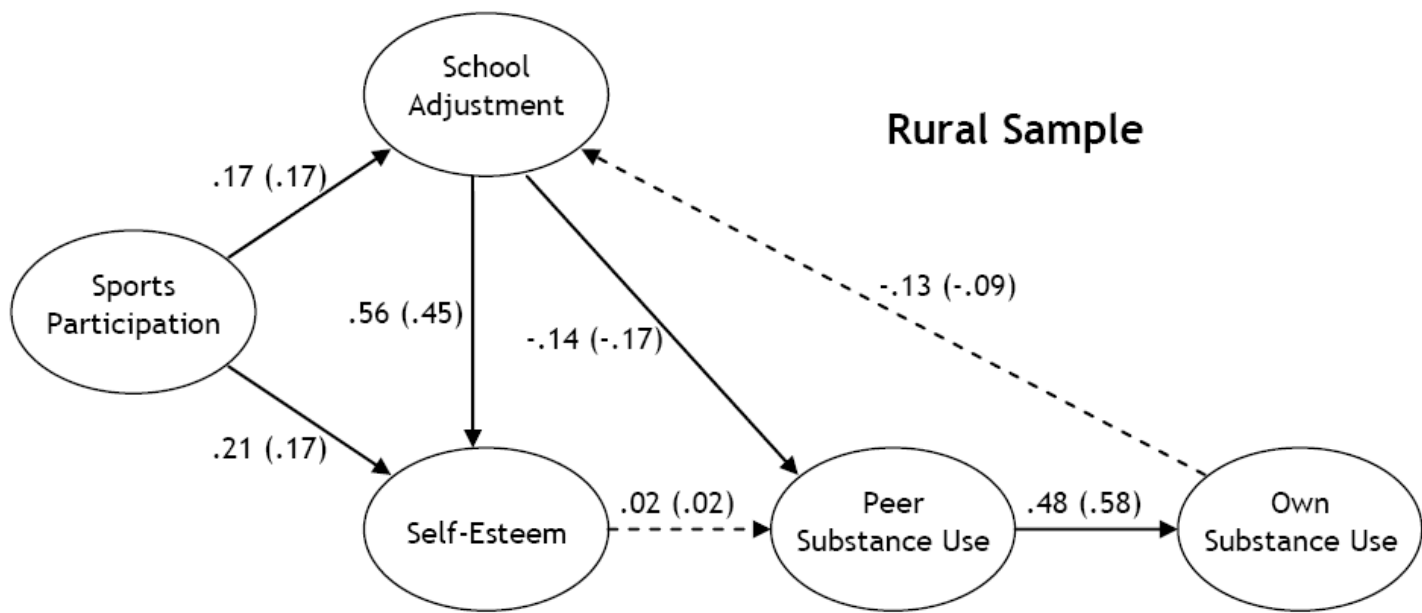 School
Adjustment
Rural Sample
.17 (.17)
-.13 (-.09)
Sports
Participation
.56 (.45)
-.14 (-.17)
.21 (.17)
Self-Esteem
.02 (.02)
Peer
Substance Use
.48 (.58)
Own
Substance Use